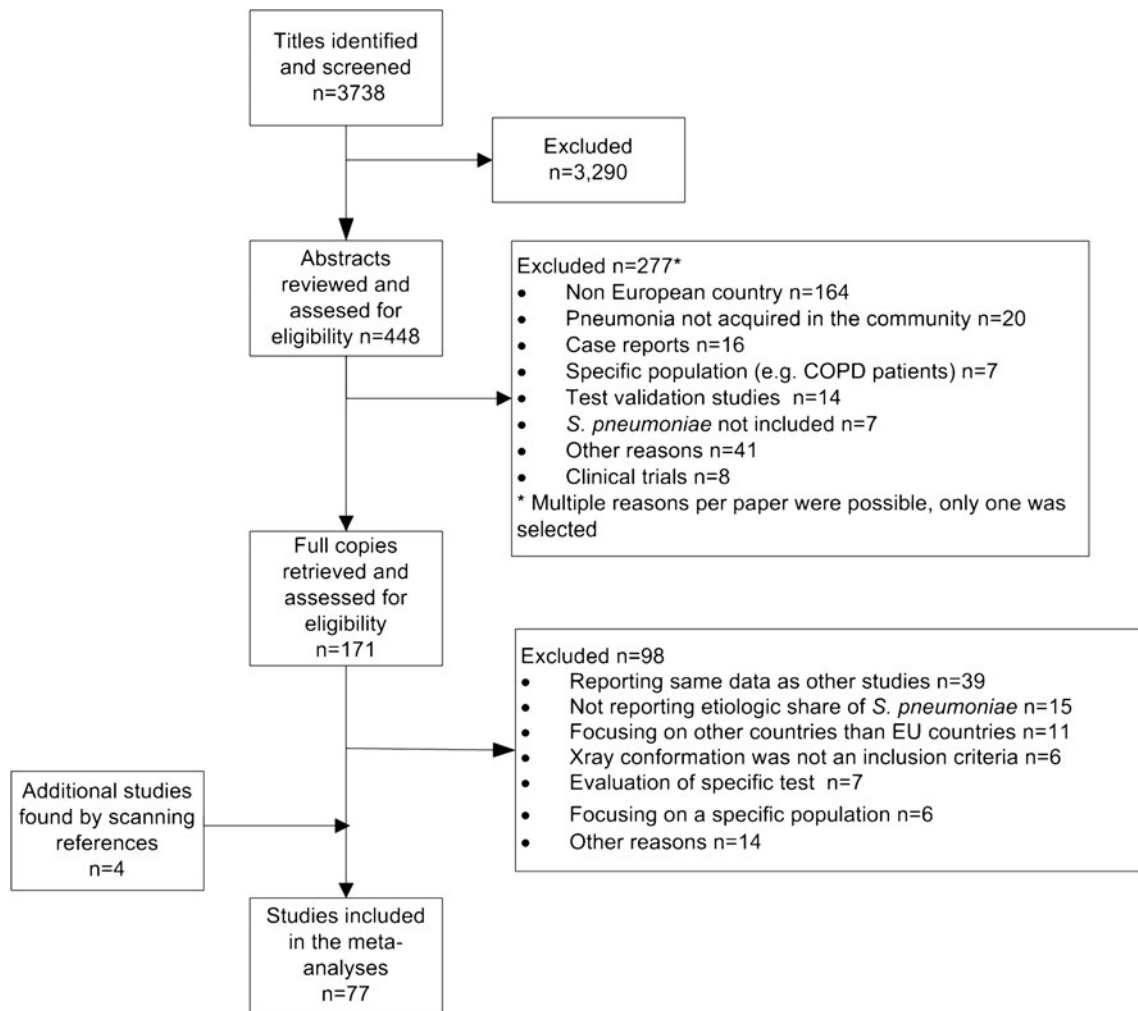 Titles identified
and screened
n=3738
Excluded
n=3,290
Abstracts
reviewed and
assesed for
eligibility n=448
Excluded n=277*
• Non European country n=164
• Pneumonia not acquired in the community n=20
• Case reports n=16
• Specific population (e.g. COPD patients) n=7
• Test validation studies n=14
• S. pneumoniae not included n=7
• Other reasons n=41
• Clinical trials n=8
* Multiple reasons per paper were possible, only one was
selected
Full copies
retrieved and
assessed for
eligibility
n=171
Excluded n=98
• Reporting same data as other studies n=39
• Not reporting etiologic share of S. pneumoniae n=15
• Focusing on other countries than EU countries n=11
• Xray conformation was not an inclusion criteria n=6
• Evaluation of specific test n=7
• Focusing on a specific population n=6
• Other reasons n=14
Additional studies
found by scanning
references
n=4
Studies included
in the meta-
analyses
n=77